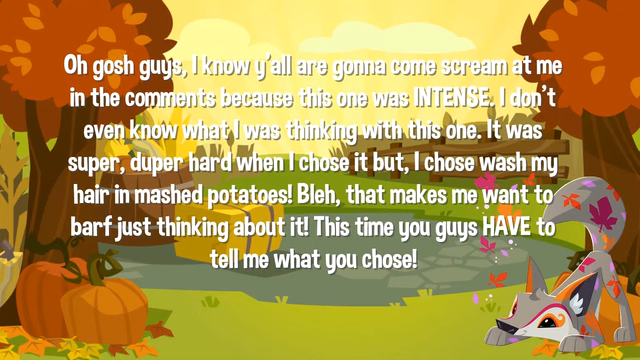 Oh gosh guys, I know y'all are gonna come scream at me
in the comments because this one was INTENSE. I don't
even know what I was thinking with this one. It was
super, duper hard when I chose it but, I chose wash my
hair in mashed potatoes! Bleh, that makes me want to
barf just thinking about it! This time you guys HAVE to
tell me what you chose!